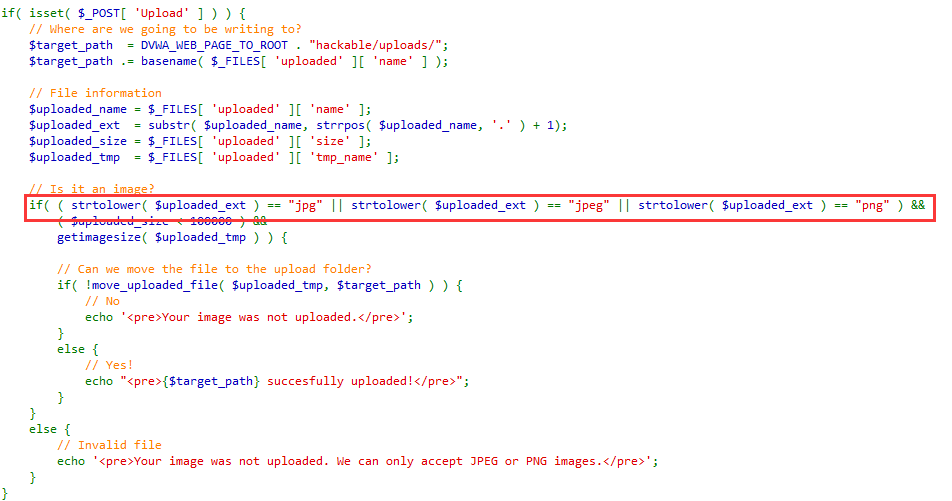 if( isset( $_POST[ 'Upload' ] ) ) {
    // Where are we going to be writing to?
    $target_path  = DVWA_WEB_PAGE_TO_ROOT . "hackable/uploads/";
    $target_path .= basename( $_FILES[ 'uploaded' ][ 'name' ] );

    // File information
    $uploaded_name = $_FILES[ 'uploaded' ][ 'name' ];
    $uploaded_ext  = substr( $uploaded_name, strrpos( $uploaded_name, '.' ) + 1);
    $uploaded_size = $_FILES[ 'uploaded' ][ 'size' ];
    $uploaded_tmp  = $_FILES[ 'uploaded' ][ 'tmp_name' ];

    // Is it an image?
    if( ( strtolower( $uploaded_ext ) == "jpg" || strtolower( $uploaded_ext ) == "jpeg" || strtolower( $uploaded_ext ) == "png" ) &&
        ( $uploaded_size < 100000 ) &&
        getimagesize( $uploaded_tmp ) ) {

        // Can we move the file to the upload folder?
        if( !move_uploaded_file( $uploaded_tmp, $target_path ) ) {
            // No
            echo '<pre>Your image was not uploaded.</pre>';
        }
        else {
            // Yes!
            echo "<pre>{$target_path} succesfully uploaded!</pre>";
        }
    }
    else {
        // Invalid file
        echo '<pre>Your image was not uploaded. We can only accept JPEG or PNG images.</pre>';
    }
}